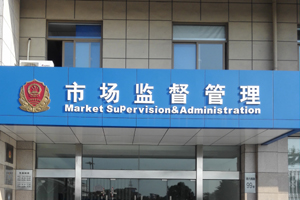 市场监督管理
Market SuPervision&Administration